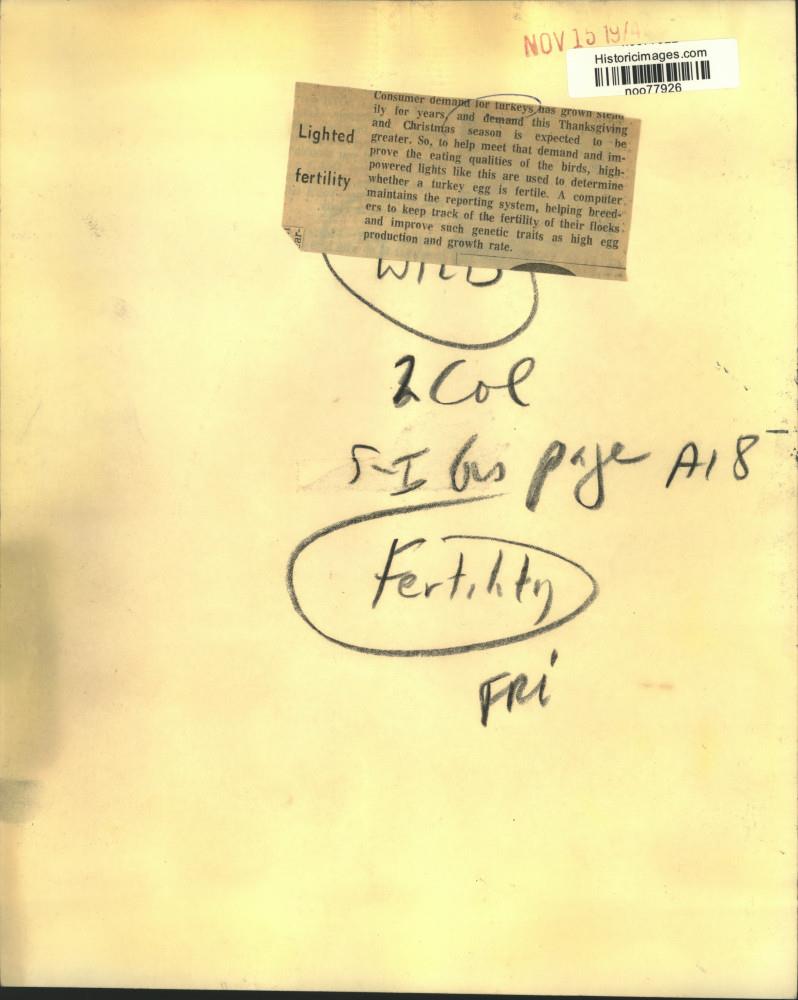 NOV 15 1974
Historicimages.com
noo77926
Lighted
fertility
Consumer demand for turkeys has grown stead-
ily for years, and demand this Thanksgiving
and Christmas season is expected to be
greater. So, to help meet that demand and im-
prove the eating qualities of the birds, high-
powered lights like this are used to determine
whether a turkey egg is fertile. A computer
maintains the reporting system, helping breed-
ers to keep track of the fertility of their flocks
and improve such genetic traits as high egg
production and growth rate.
WILD
2 Col
5-I bus page A18
Fertility
FRI